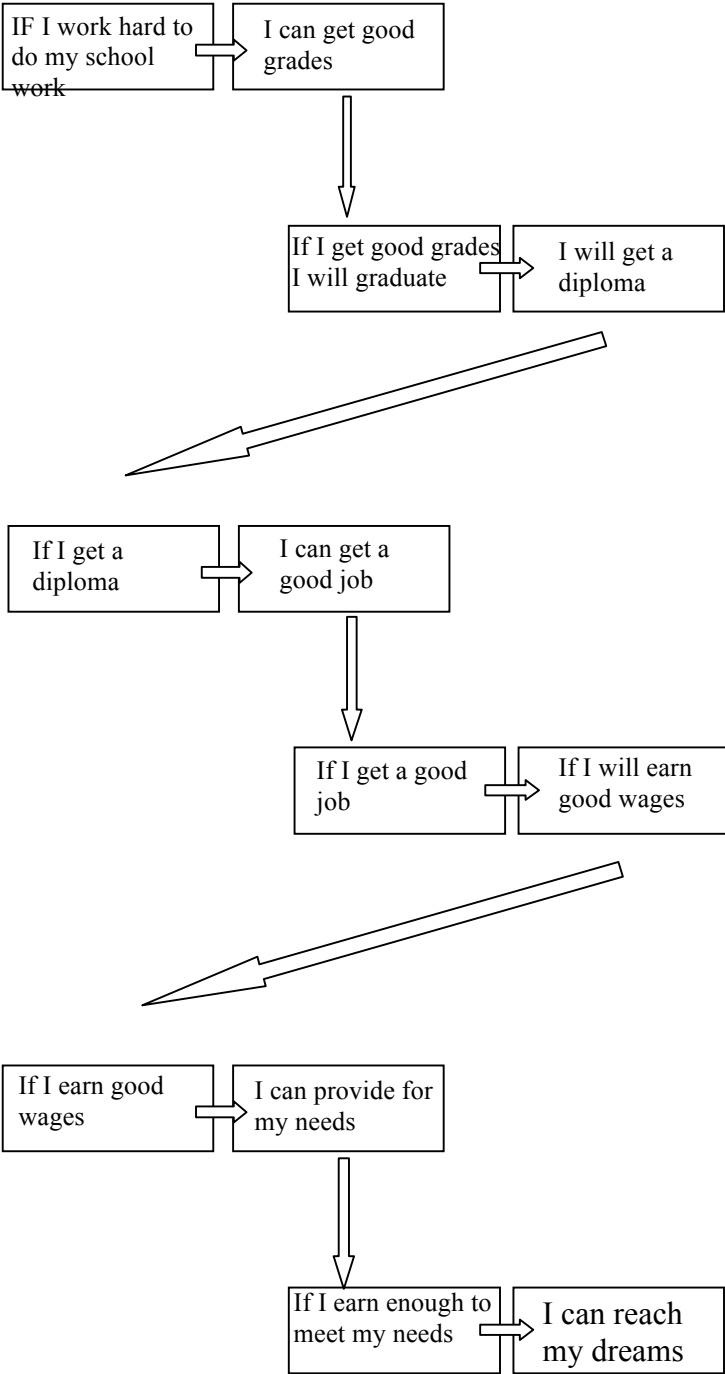 IF I work hard to
do my school
work
I can get good
grades
If I get good grades
I will graduate
I will get a
diploma
If I get a
diploma
I can get a
good job
If I get a good
job
If I will earn
good wages
If I earn good
wages
I can provide for
my needs
If I earn enough to
meet my needs
I can reach
my dreams